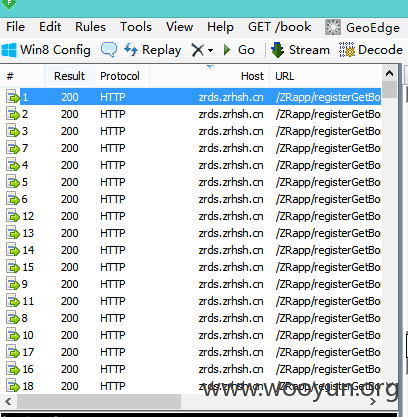 File Edit Rules Tools View Help GET /book GeoEdge
Win8 Config Replay Go Stream Decode
# Result Protocol Host URL
1 200 HTTP zrds.zrhsh.cn /ZRapp/registerGetBo
2 200 HTTP zrds.zrhsh.cn /ZRapp/registerGetBo
3 200 HTTP zrds.zrhsh.cn /ZRapp/registerGetBo
7 200 HTTP zrds.zrhsh.cn /ZRapp/registerGetBo
4 200 HTTP zrds.zrhsh.cn /ZRapp/registerGetBo
5 200 HTTP zrds.zrhsh.cn /ZRapp/registerGetBo
6 200 HTTP zrds.zrhsh.cn /ZRapp/registerGetBo
12 200 HTTP zrds.zrhsh.cn /ZRapp/registerGetBo
13 200 HTTP zrds.zrhsh.cn /ZRapp/registerGetBo
14 200 HTTP zrds.zrhsh.cn /ZRapp/registerGetBo
15 200 HTTP zrds.zrhsh.cn /ZRapp/registerGetBo
9 200 HTTP zrds.zrhsh.cn /ZRapp/registerGetBo
11 200 HTTP zrds.zrhsh.cn /ZRapp/registerGetBo
8 200 HTTP zrds.zrhsh.cn /ZRapp/registerGetBo
10 200 HTTP zrds.zrhsh.cn /ZRapp/registerGetBo
17 200 HTTP zrds.zrhsh.cn /ZRapp/registerGetBo
16 200 HTTP zrds.zrhsh.cn /ZRapp/registerGetBo
18 200 HTTP zrds.zrhsh.cn /ZRapp/registerGetBo
www.wooyun.org